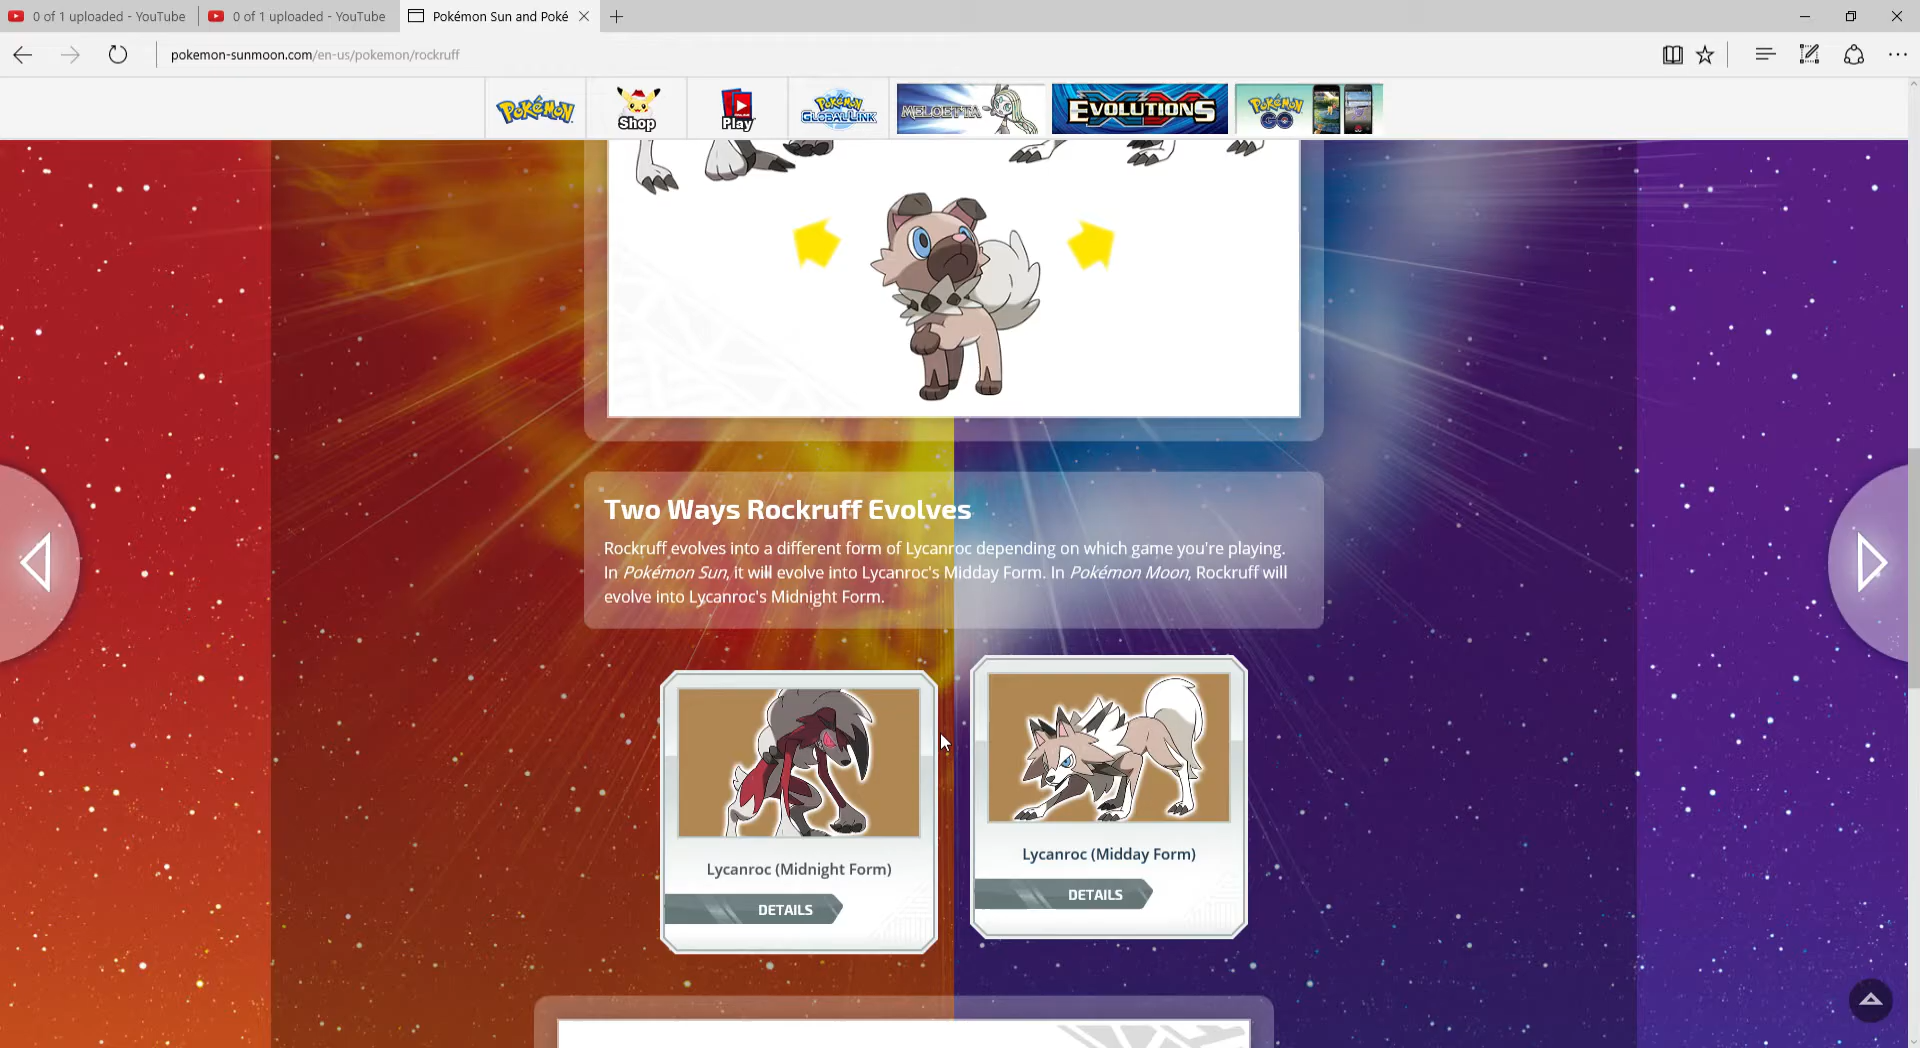 0 of 1 uploaded - YouTube
0 of 1 uploaded - YouTube
Pokémon Sun and Poké
pokemon-sunmoon.com/en-us/pokemon/rockruff
POKéMON
Shop
Play
POKéMON
GLOBAL LINK
MELOETTA
EVOLUTIONS
POKéMON
GO
Two Ways Rockruff Evolves
Rockruff evolves into a different form of Lycanroc depending on which game you're playing.
In Pokémon Sun, it will evolve into Lycanroc's Midday Form. In Pokémon Moon, Rockruff will
evolve into Lycanroc's Midnight Form.
Lycanroc (Midnight Form)
DETAILS
Lycanroc (Midday Form)
DETAILS